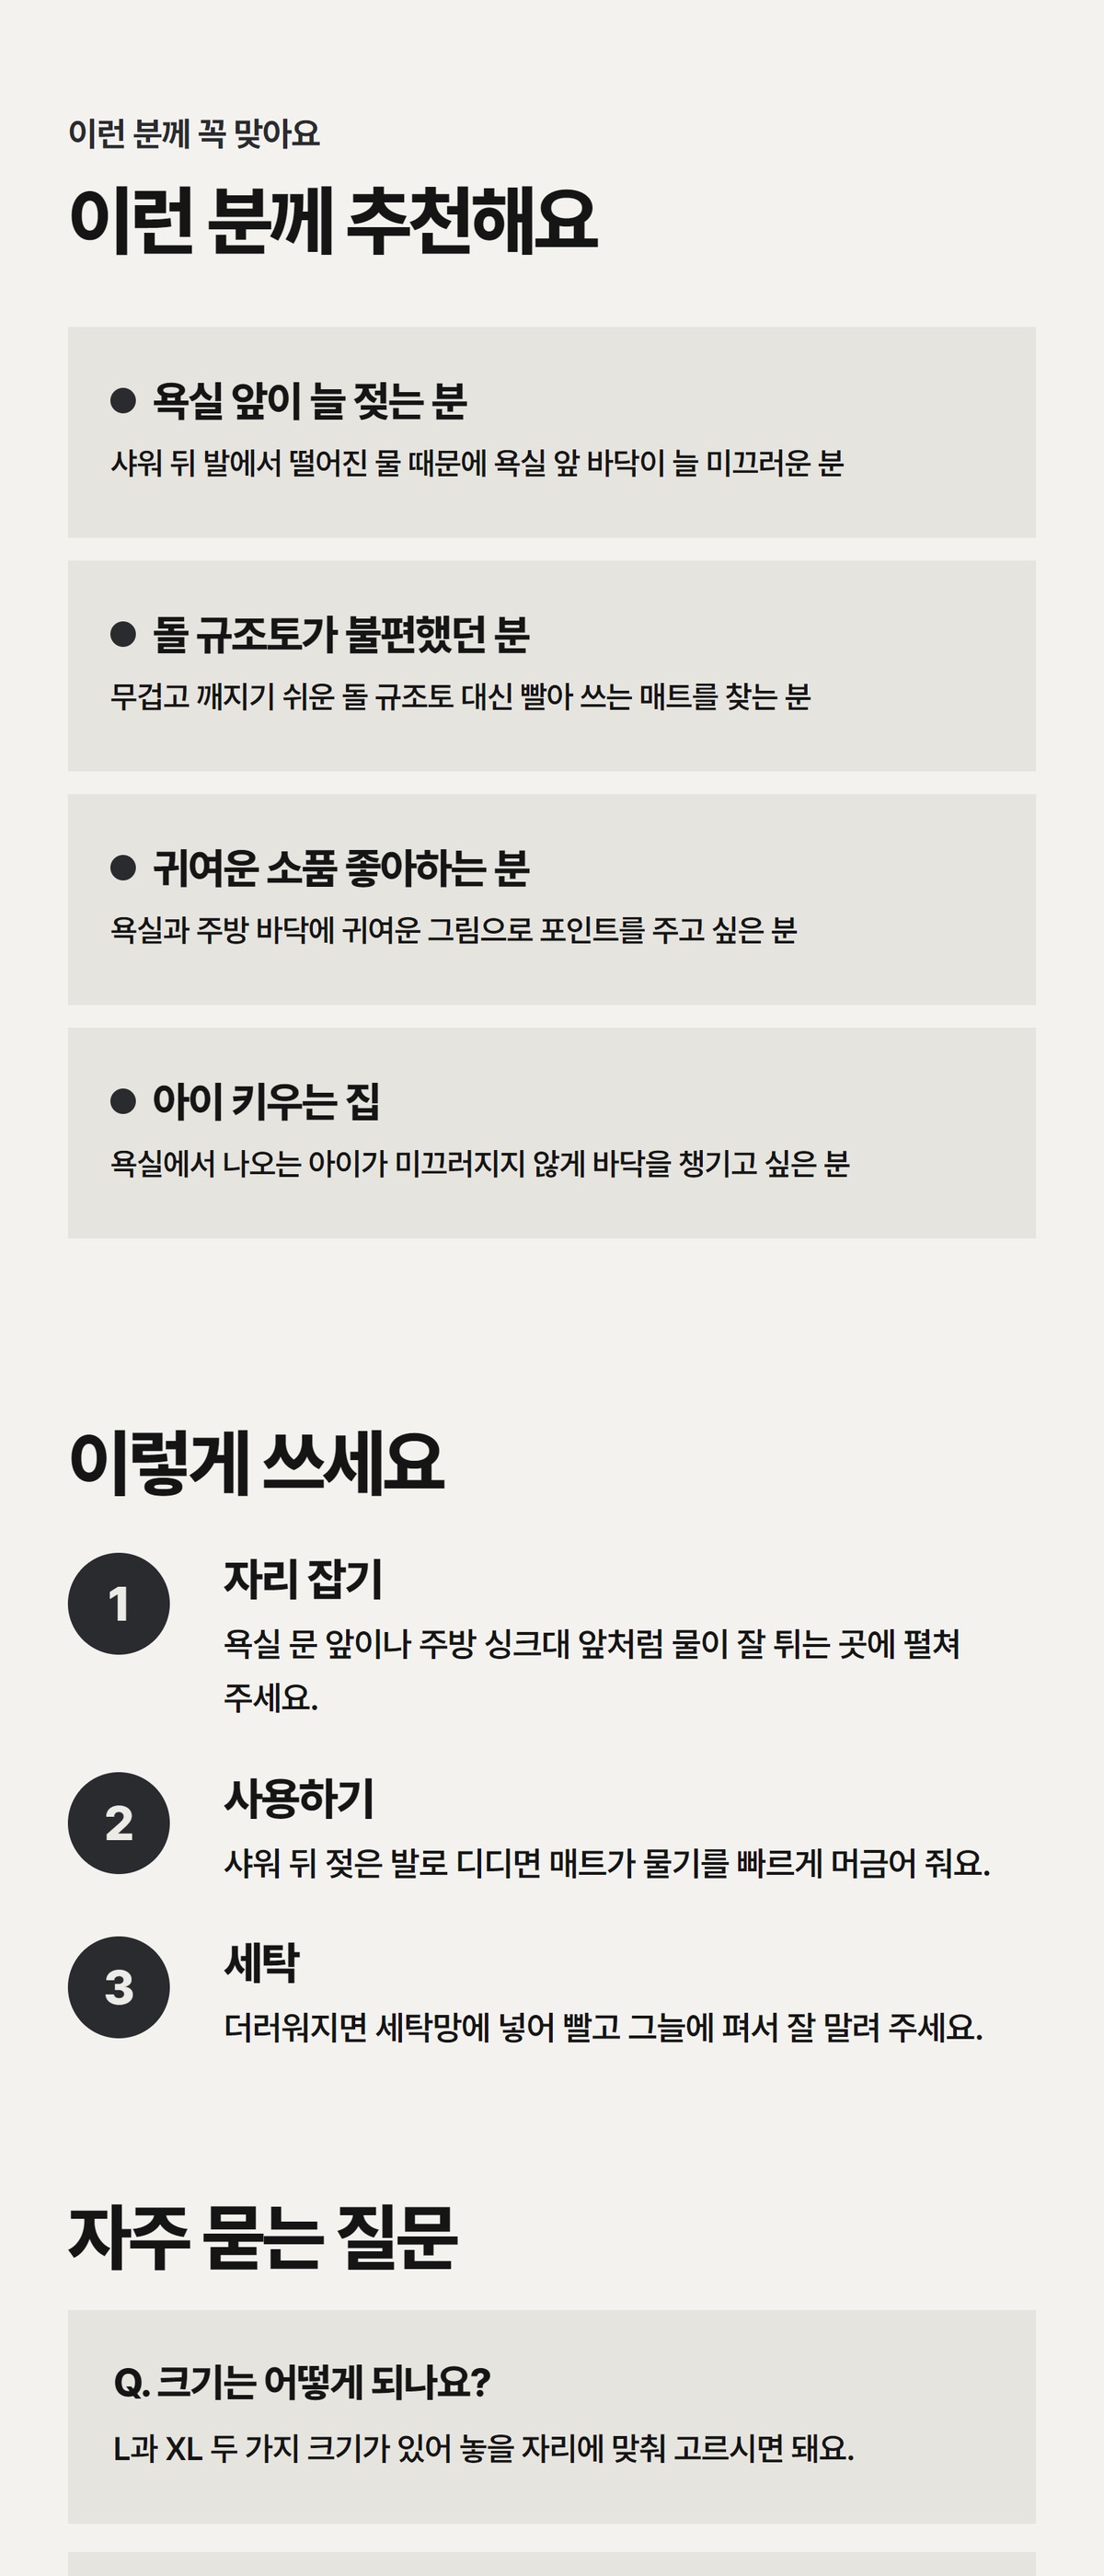 이런 분께 꼭 맞아요
이런 분께 추천해요
욕실 앞이 늘 젖는 분
샤워 뒤 발에서 떨어진 물 때문에 욕실 앞 바닥이 늘 미끄러운 분
돌 규조토가 불편했던 분
무겁고 깨지기 쉬운 돌 규조토 대신 빨아 쓰는 매트를 찾는 분
귀여운 소품 좋아하는 분
욕실과 주방 바닥에 귀여운 그림으로 포인트를 주고 싶은 분
아이 키우는 집
욕실에서 나오는 아이가 미끄러지지 않게 바닥을 챙기고 싶은 분
이렇게 쓰세요
1
자리 잡기
욕실 문 앞이나 주방 싱크대 앞처럼 물이 잘 튀는 곳에 펼쳐
주세요.
2
사용하기
샤워 뒤 젖은 발로 디디면 매트가 물기를 빠르게 머금어 줘요.
3
세탁
더러워지면 세탁망에 넣어 빨고 그늘에 펴서 잘 말려 주세요.
자주 묻는 질문
Q. 크기는 어떻게 되나요?
L과 XL 두 가지 크기가 있어 놓을 자리에 맞춰 고르시면 돼요.